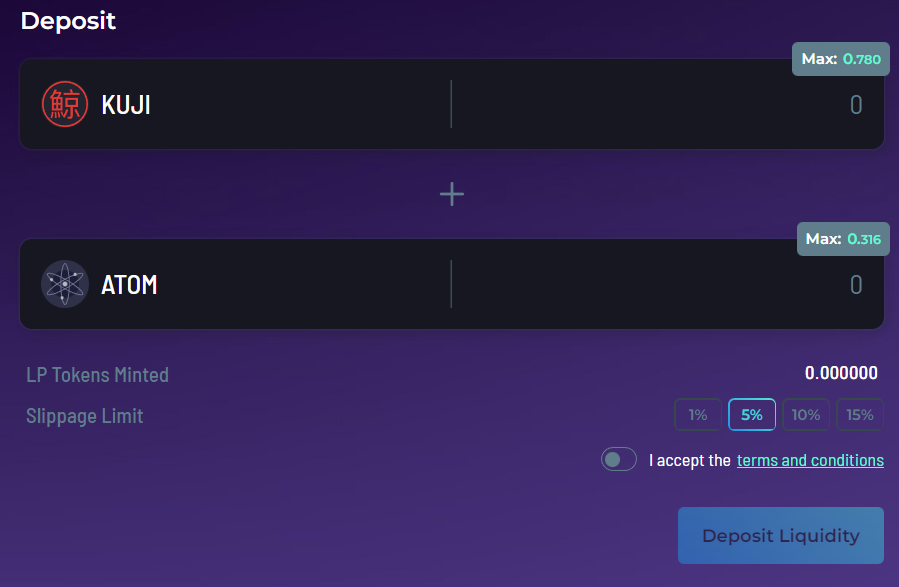 Deposit
Max: 0.780
鯨 KUJI
0
+
Max: 0.316
ATOM
0
LP Tokens Minted 0.000000
Slippage Limit 1% 5% 10% 15%
I accept the terms and conditions
Deposit Liquidity